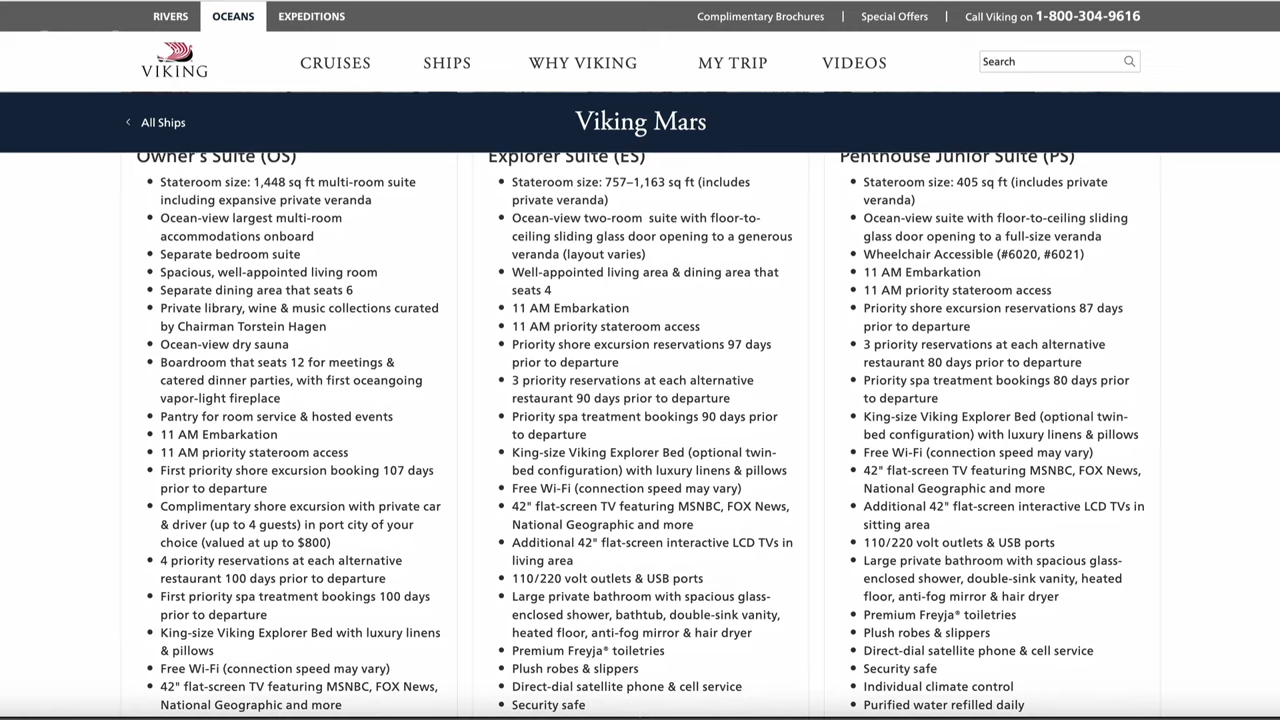 RIVERS OCEANS EXPEDITIONS Complimentary Brochures | Special Offers | Call Viking on 1-800-304-9616
VIKING CRUISES SHIPS WHY VIKING MY TRIP VIDEOS Search
< All Ships Viking Mars
Owner's Suite (OS)
• Stateroom size: 1,448 sq ft multi-room suite
including expansive private veranda
• Ocean-view largest multi-room
accommodations onboard
• Separate bedroom suite
• Spacious, well-appointed living room
• Separate dining area that seats 6
• Private library, wine & music collections curated
by Chairman Torstein Hagen
• Ocean-view dry sauna
• Boardroom that seats 12 for meetings &
catered dinner parties, with first oceangoing
vapor-light fireplace
• Pantry for room service & hosted events
• 11 AM Embarkation
• 11 AM priority stateroom access
• First priority shore excursion booking 107 days
prior to departure
• Complimentary shore excursion with private car
& driver (up to 4 guests) in port city of your
choice (valued at up to $800)
• 4 priority reservations at each alternative
restaurant 100 days prior to departure
• First priority spa treatment bookings 100 days
prior to departure
• King-size Viking Explorer Bed with luxury linens
& pillows
• Free Wi-Fi (connection speed may vary)
• 42" flat-screen TV featuring MSNBC, FOX News,
National Geographic and more
Explorer Suite (ES)
• Stateroom size: 757–1,163 sq ft (includes
private veranda)
• Ocean-view two-room suite with floor-to-
ceiling sliding glass door opening to a generous
veranda (layout varies)
• Well-appointed living area & dining area that
seats 4
• 11 AM Embarkation
• 11 AM priority stateroom access
• Priority shore excursion reservations 97 days
prior to departure
• 3 priority reservations at each alternative
restaurant 90 days prior to departure
• Priority spa treatment bookings 90 days prior
to departure
• King-size Viking Explorer Bed (optional twin-
bed configuration) with luxury linens & pillows
• Free Wi-Fi (connection speed may vary)
• 42" flat-screen TV featuring MSNBC, FOX News,
National Geographic and more
• Additional 42" flat-screen interactive LCD TVs in
living area
• 110/220 volt outlets & USB ports
• Large private bathroom with spacious glass-
enclosed shower, bathtub, double-sink vanity,
heated floor, anti-fog mirror & hair dryer
• Premium Freyja® toiletries
• Plush robes & slippers
• Direct-dial satellite phone & cell service
• Security safe
Penthouse Junior Suite (PS)
• Stateroom size: 405 sq ft (includes private
veranda)
• Ocean-view suite with floor-to-ceiling sliding
glass door opening to a full-size veranda
• Wheelchair Accessible (#6020, #6021)
• 11 AM Embarkation
• 11 AM priority stateroom access
• Priority shore excursion reservations 87 days
prior to departure
• 3 priority reservations at each alternative
restaurant 80 days prior to departure
• Priority spa treatment bookings 80 days prior
to departure
• King-size Viking Explorer Bed (optional twin-
bed configuration) with luxury linens & pillows
• Free Wi-Fi (connection speed may vary)
• 42" flat-screen TV featuring MSNBC, FOX News,
National Geographic and more
• Additional 42" flat-screen interactive LCD TVs in
sitting area
• 110/220 volt outlets & USB ports
• Large private bathroom with spacious glass-
enclosed shower, double-sink vanity, heated
floor, anti-fog mirror & hair dryer
• Premium Freyja® toiletries
• Plush robes & slippers
• Direct-dial satellite phone & cell service
• Security safe
• Individual climate control
• Purified water refilled daily